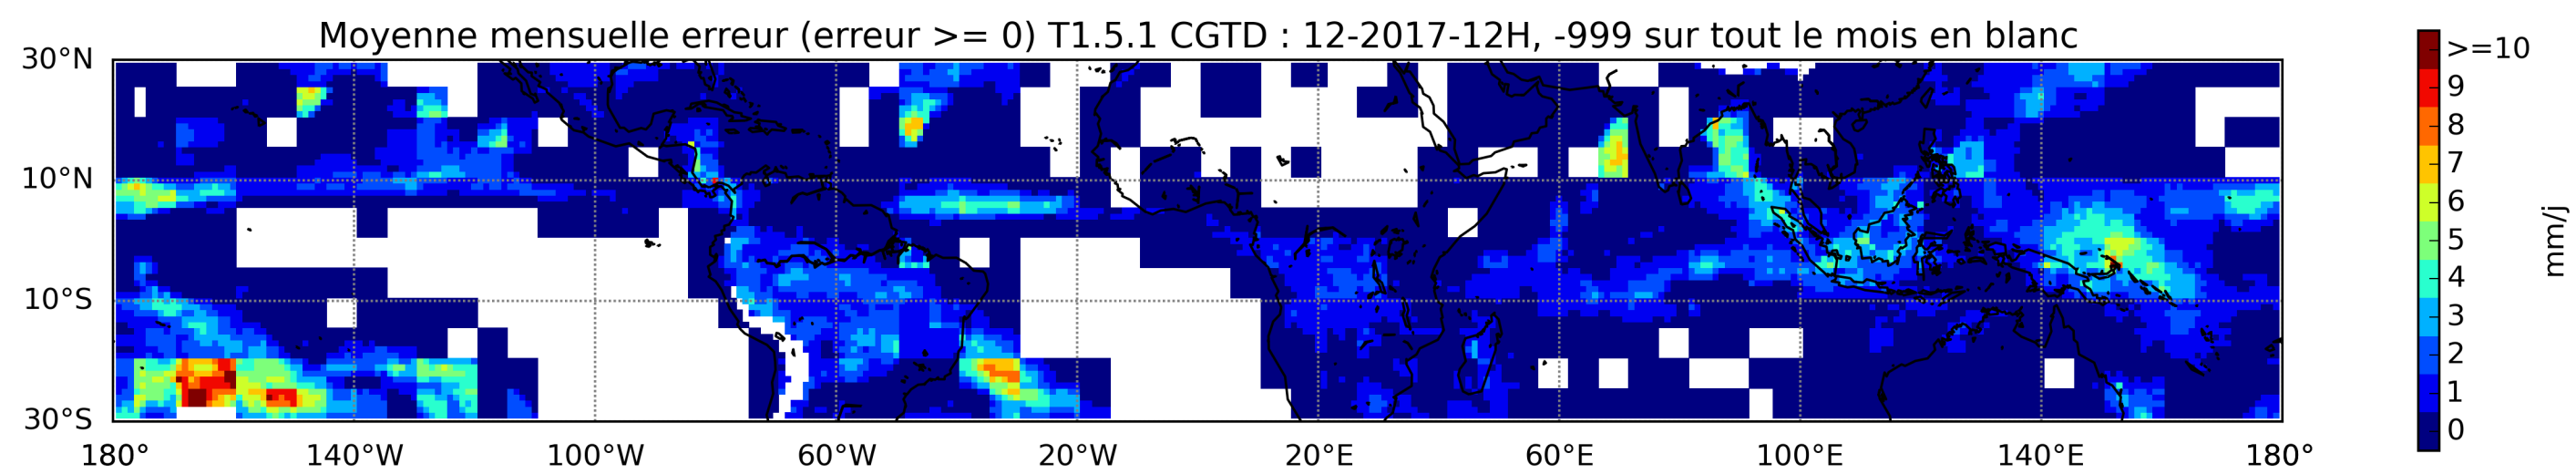 Moyenne mensuelle erreur (erreur >= 0) T1.5.1 CGTD : 12-2017-12H, -999 sur tout le mois en blanc
30°N
10°N
10°S
30°S
180° 140°W 100°W 60°W 20°W 20°E 60°E 100°E 140°E 180°
>=10
9
8
7
6
5
4
3
2
1
0
mm/j